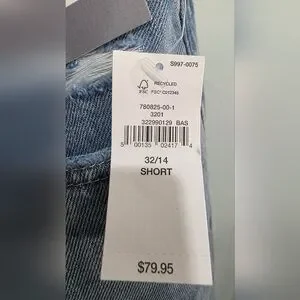 S997-0075
RECYCLED
FSC
FSC® C012345
780825-00-1
3201
322990129 BAS
5 00135 02417 4
32/14
SHORT
$79.95